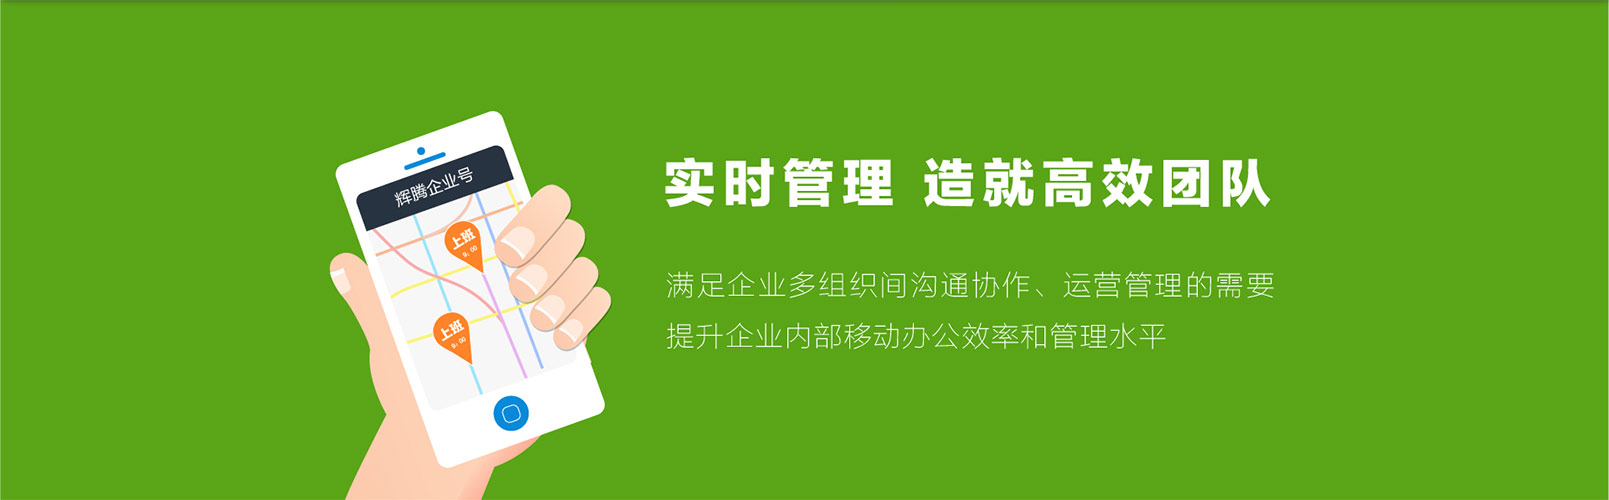 辉腾企业号
上班
9：00
上班
9：00
实时管理 造就高效团队
满足企业多组织间沟通协作、运营管理的需要
提升企业内部移动办公效率和管理水平